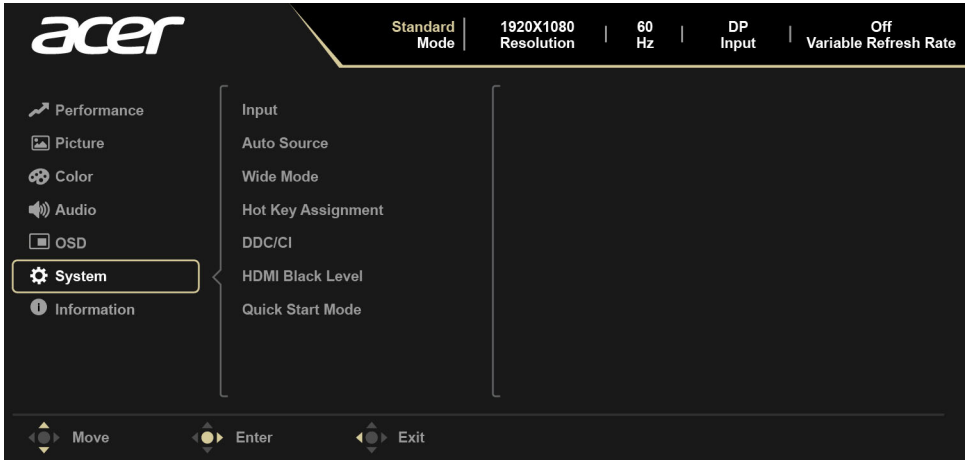 acer
Standard Mode | 1920X1080 Resolution | 60 Hz | DP Input | Off Variable Refresh Rate
Performance
Picture
Color
Audio
OSD
System
Information
Input
Auto Source
Wide Mode
Hot Key Assignment
DDC/CI
HDMI Black Level
Quick Start Mode
Move Enter Exit